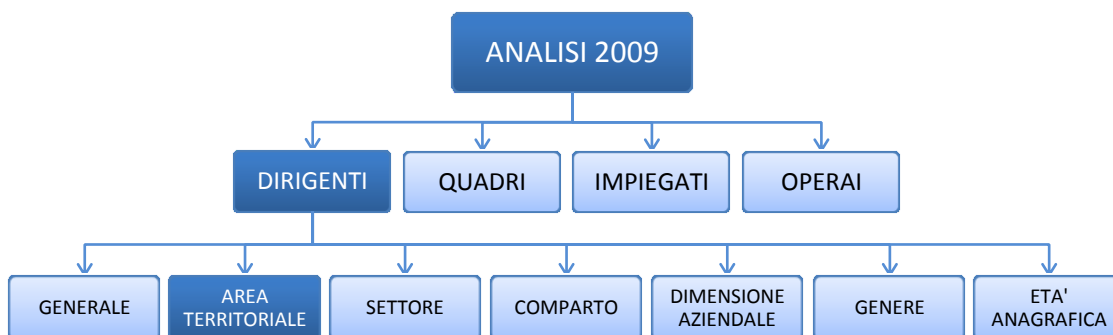 ANALISI 2009
DIRIGENTI
QUADRI
IMPIEGATI
OPERAI
GENERALE
AREA
TERRITORIALE
SETTORE
COMPARTO
DIMENSIONE
AZIENDALE
GENERE
ETA'
ANAGRAFICA